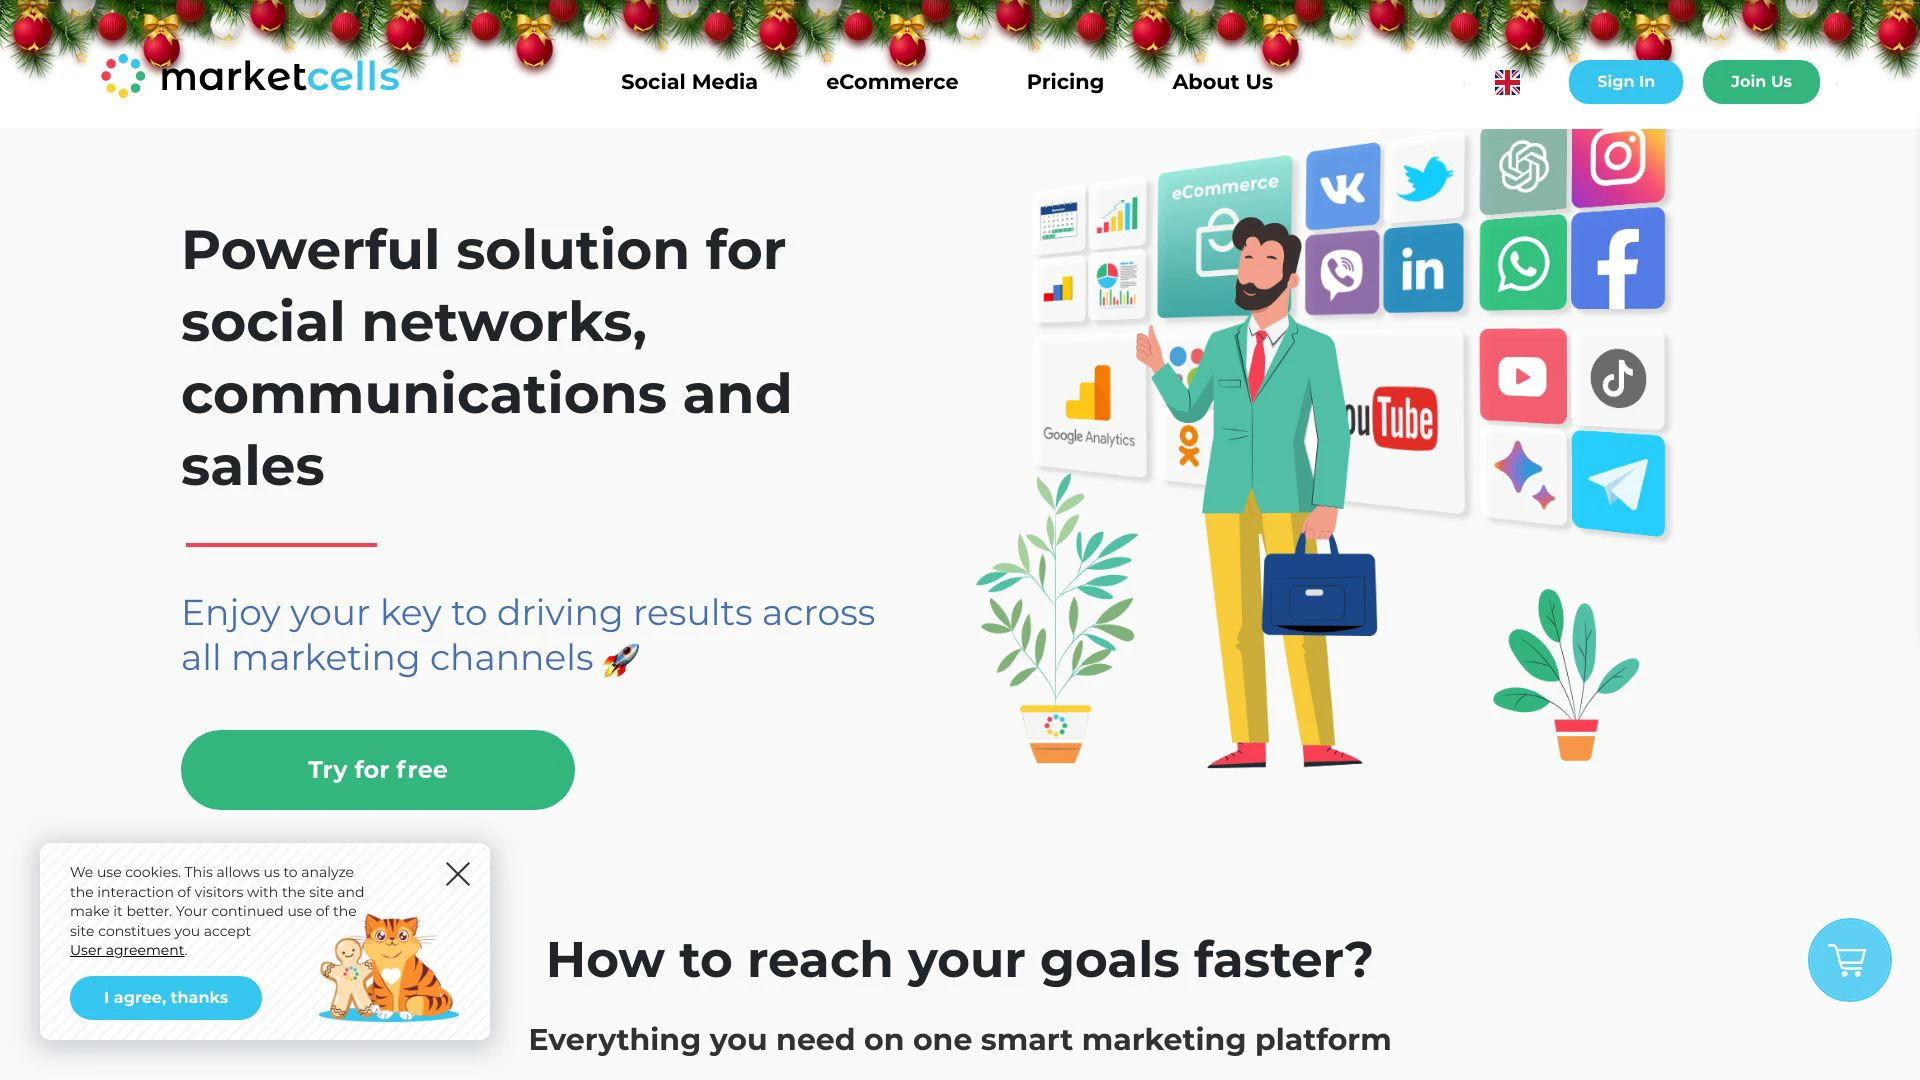 marketcells
Social Media
eCommerce
Pricing
About Us
Sign In
Join Us
Powerful solution for
social networks,
communications and
sales
Enjoy your key to driving results across
all marketing channels 🚀
Try for free
eCommerce
Google Analytics
ouTube
in
We use cookies. This allows us to analyze
the interaction of visitors with the site and
make it better. Your continued use of the
site constitues you accept
User agreement.
I agree, thanks
How to reach your goals faster?
Everything you need on one smart marketing platform